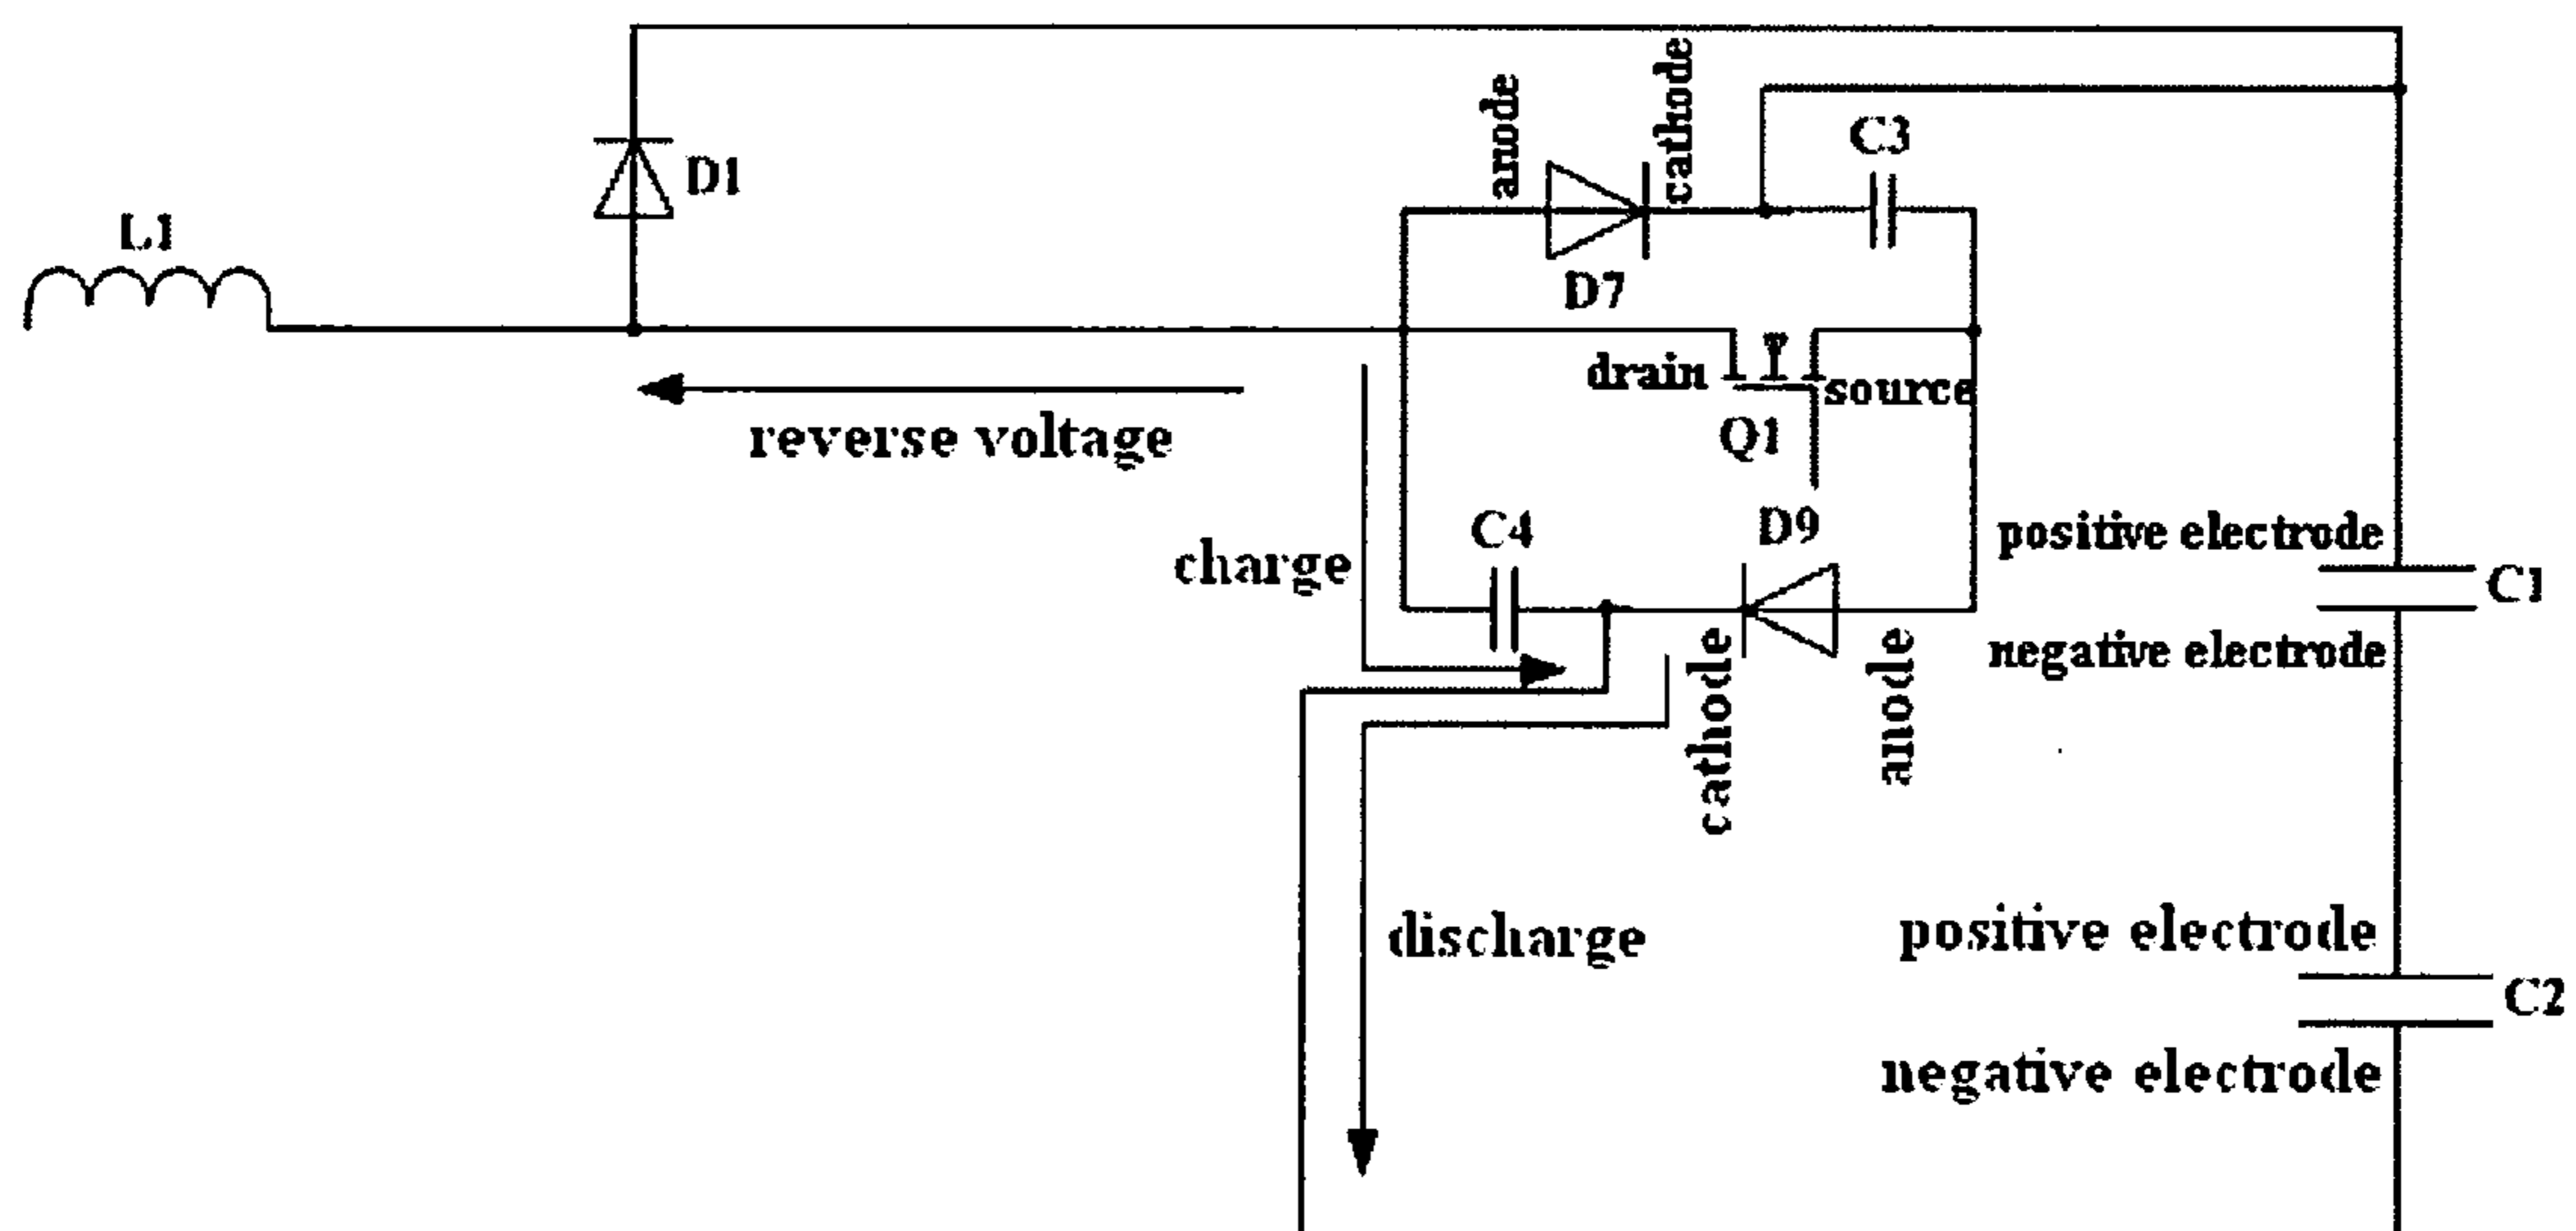 anode
cathode
C3
D1
L1
D7
drain
source
Q1
reverse voltage
C4
D9
positive electrode
charge
C1
negative electrode
cathode
anode
discharge
positive electrode
C2
negative electrode